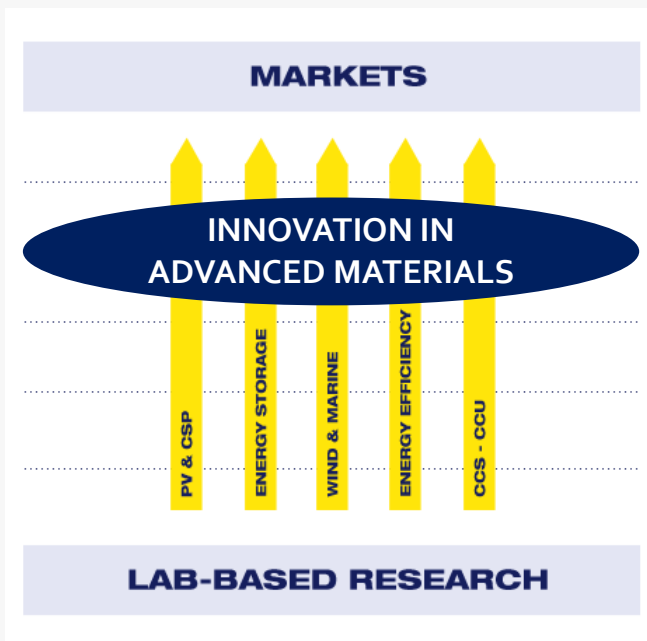 MARKETS
INNOVATION IN
ADVANCED MATERIALS
PV & CSP
ENERGY STORAGE
WIND & MARINE
ENERGY EFFICIENCY
CCS - CCU
LAB-BASED RESEARCH